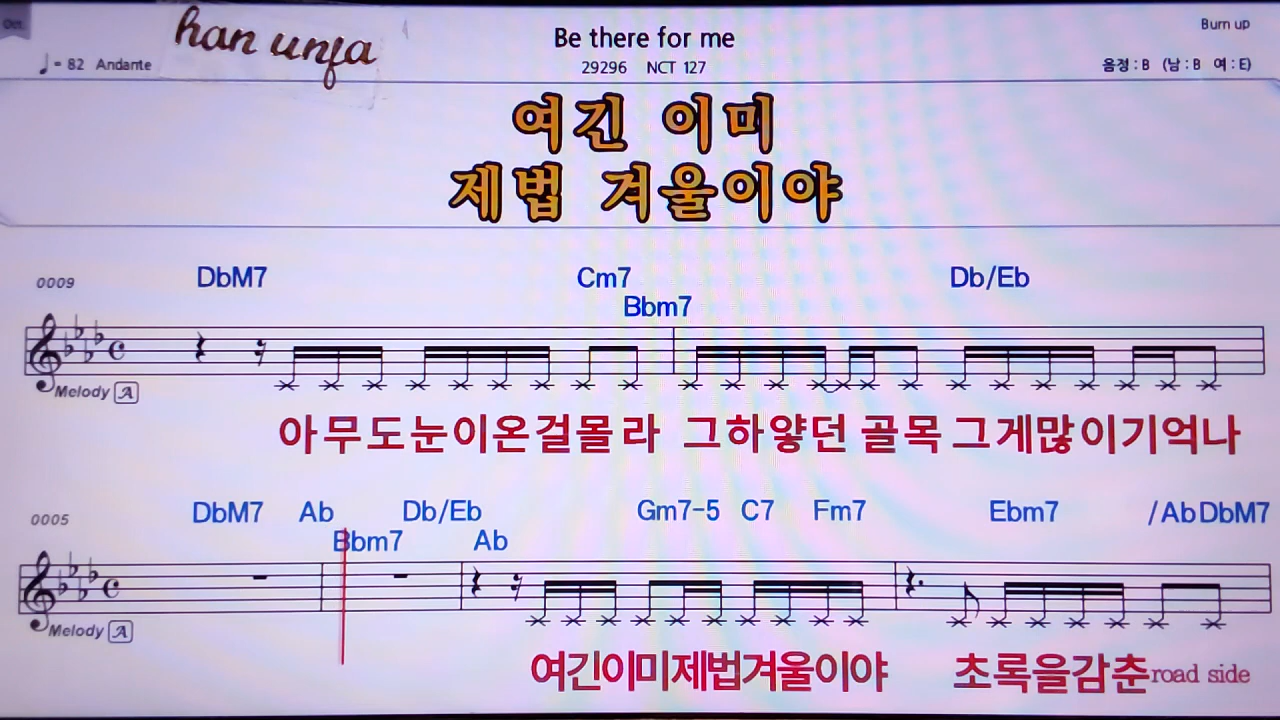 Oct.
han unfa
Burn up
Be there for me
♩= 82 Andante
29296 NCT 127
음정 : B (남 : B 여 : E)
여긴 이미
제법 겨울이야
0009
DbM7 Cm7 Db/Eb
Bbm7
Melody A
아무도눈이온걸몰라 그하얗던 골목 그게많이기억나
0005
DbM7 Ab Db/Eb Gm7-5 C7 Fm7 Ebm7 /Ab DbM7
Bbm7 Ab
Melody A
여긴이미제법겨울이야 초록을감춘road side